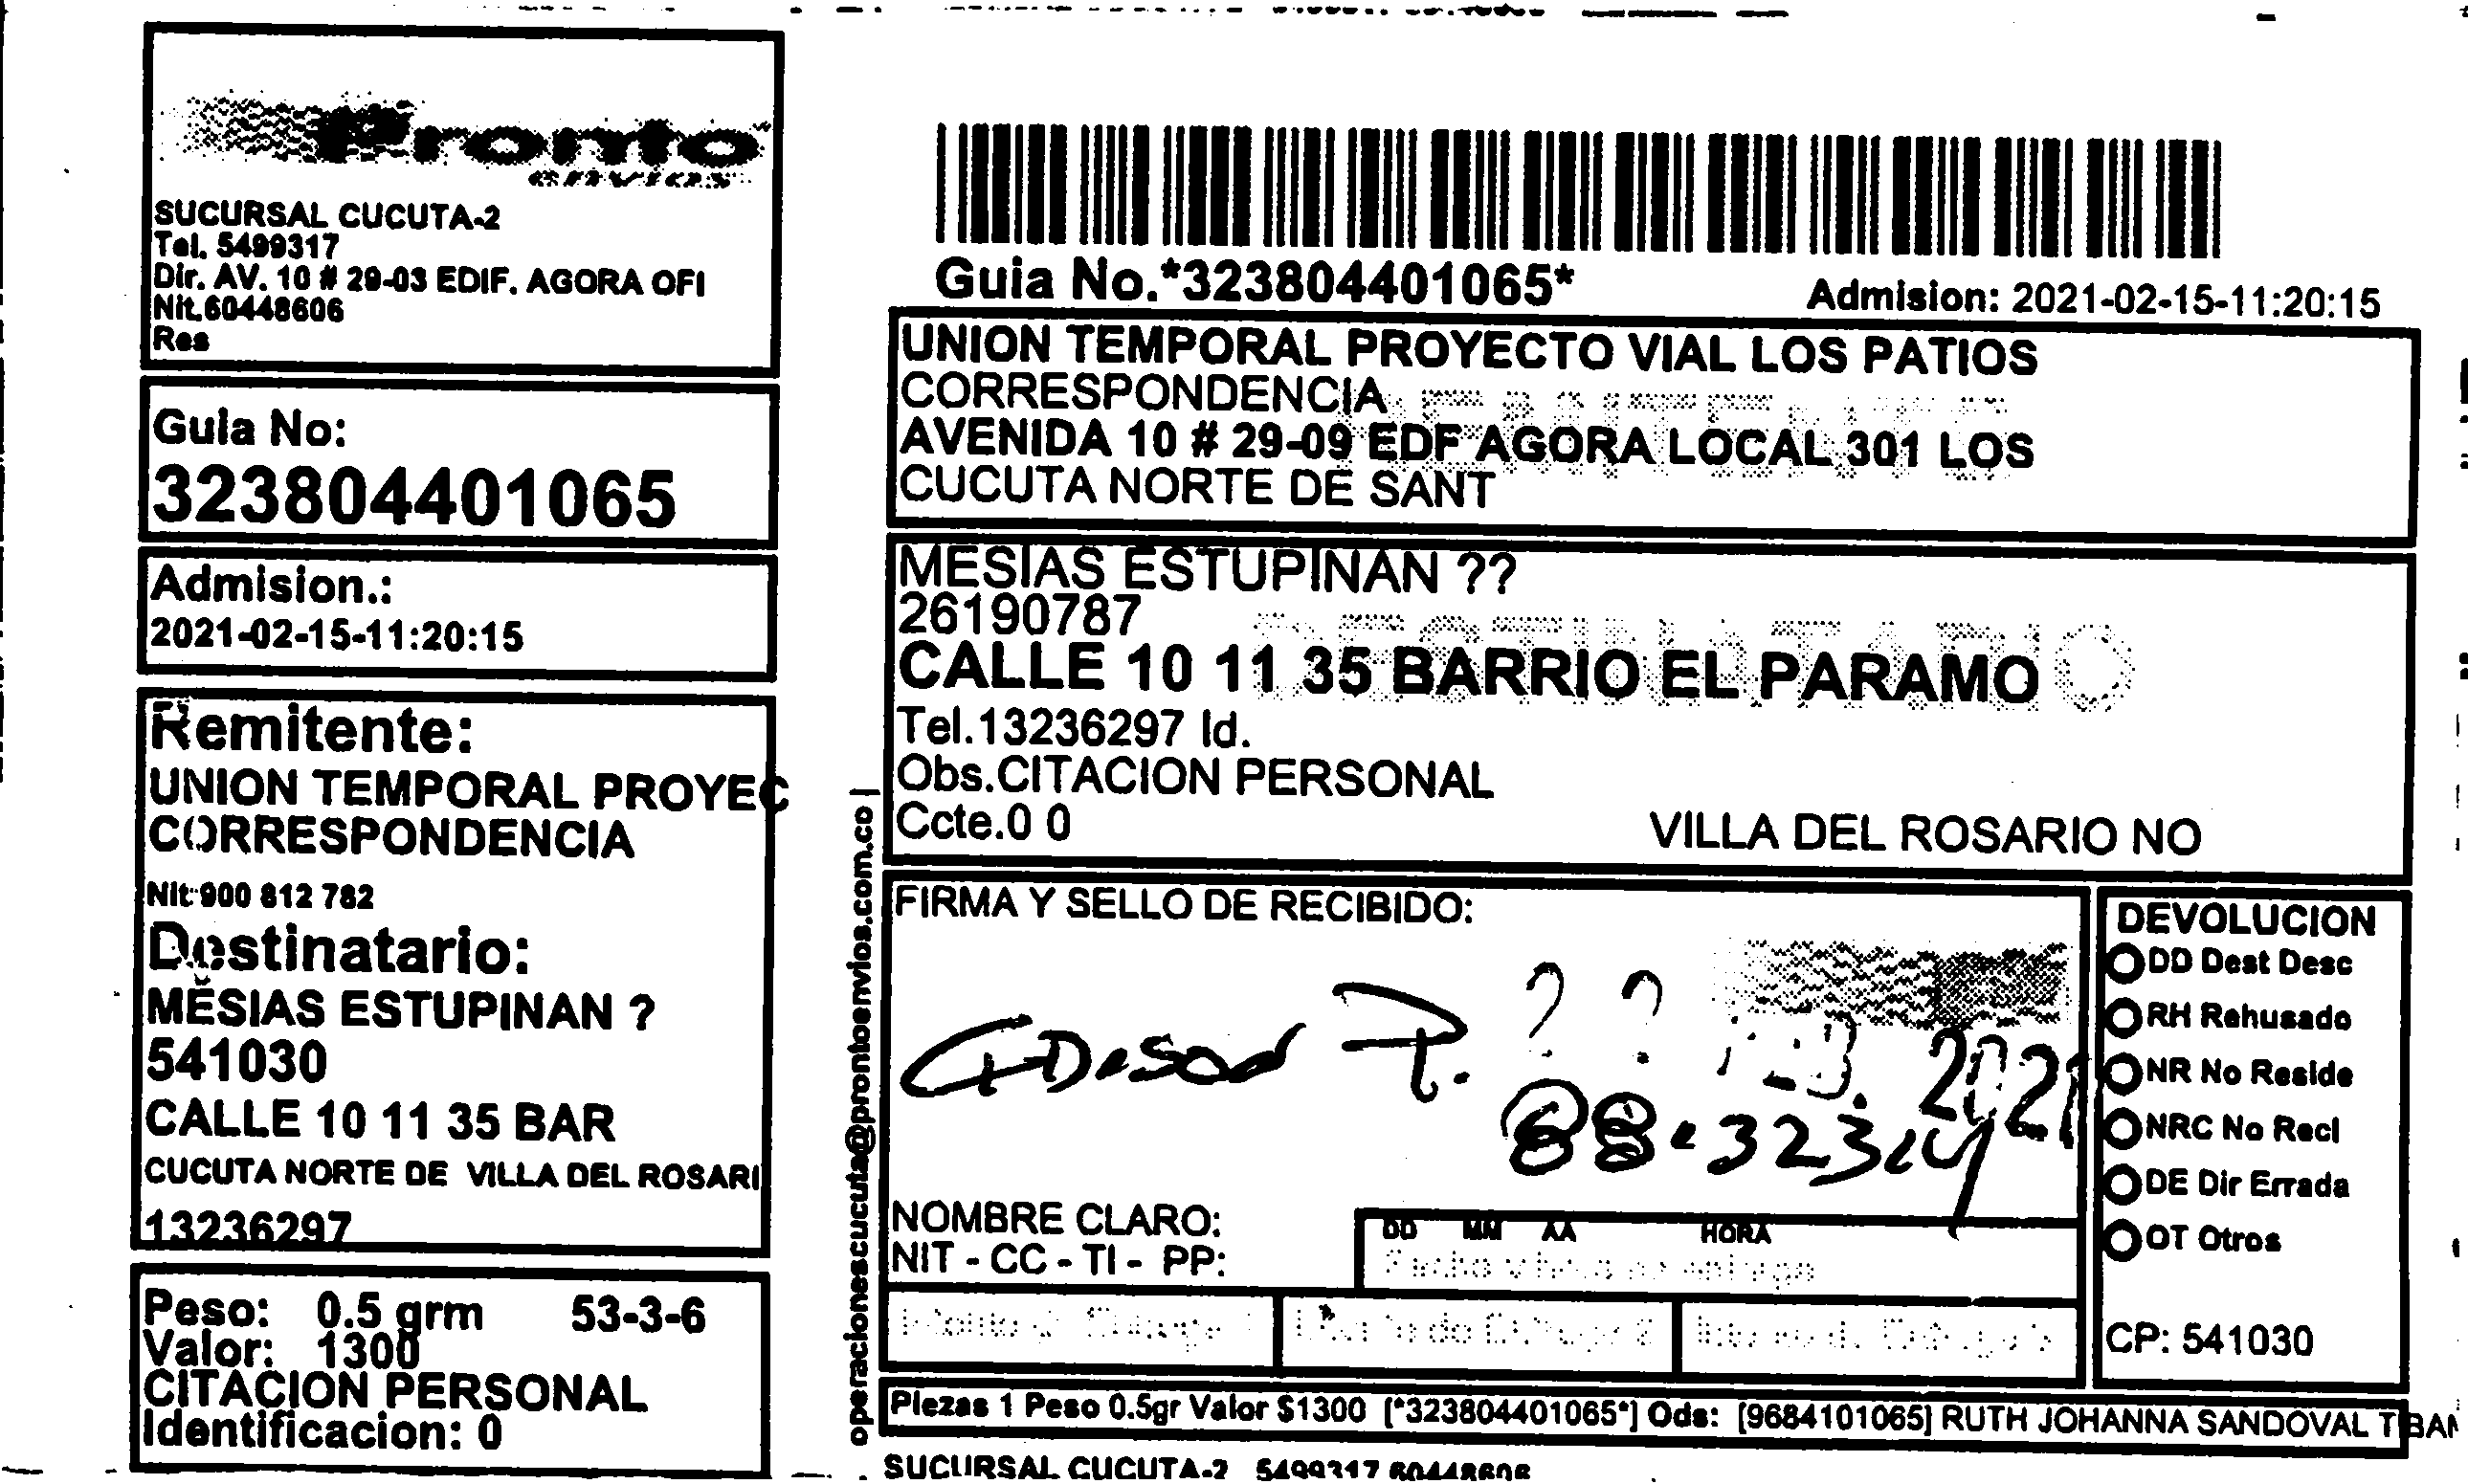 Pronto
envios
SUCURSAL CUCUTA-2
Tel. 5499317
Dir. AV. 10 # 29-03 EDIF. AGORA OFI
Nit.60448606
Res
Guia No:
323804401065
Admision.:
2021-02-15-11:20:15
Remitente:
UNION TEMPORAL PROYEC
CORRESPONDENCIA
Nit:900 812 782
Destinatario:
MESIAS ESTUPINAN ?
541030
CALLE 10 11 35 BAR
CUCUTA NORTE DE VILLA DEL ROSARI
13236297
Peso: 0.5 grm 53-3-6
Valor: 1300
CITACION PERSONAL
Identificacion: 0
operacionescucuta@prontoenvios.com.co |
Guia No.*323804401065*
Admision: 2021-02-15-11:20:15
UNION TEMPORAL PROYECTO VIAL LOS PATIOS
CORRESPONDENCIA
REMITENTE
AVENIDA 10 # 29-09 EDF AGORA LOCAL 301 LOS
CUCUTA NORTE DE SANT
MESIAS ESTUPINAN ??
26190787
DESTINATARIO
CALLE 10 11 35 BARRIO EL PARAMO
Tel.13236297 Id.
Obs.CITACION PERSONAL
Ccte.0 0
VILLA DEL ROSARIO NO
FIRMA Y SELLO DE RECIBIDO:
2021
NOMBRE CLARO:
NIT - CC - TI - PP:
DD MM AA HORA
DEVOLUCION
DD Dest Desc
RH Rehusado
NR No Reside
NRC No Recl
DE Dir Errada
OT Otros
CP: 541030
Piezas 1 Peso 0.5gr Valor $1300 [*323804401065*] Ods: [9684101065] RUTH JOHANNA SANDOVAL TIBAM
SUCURSAL CUCUTA-2 5499317 60448606